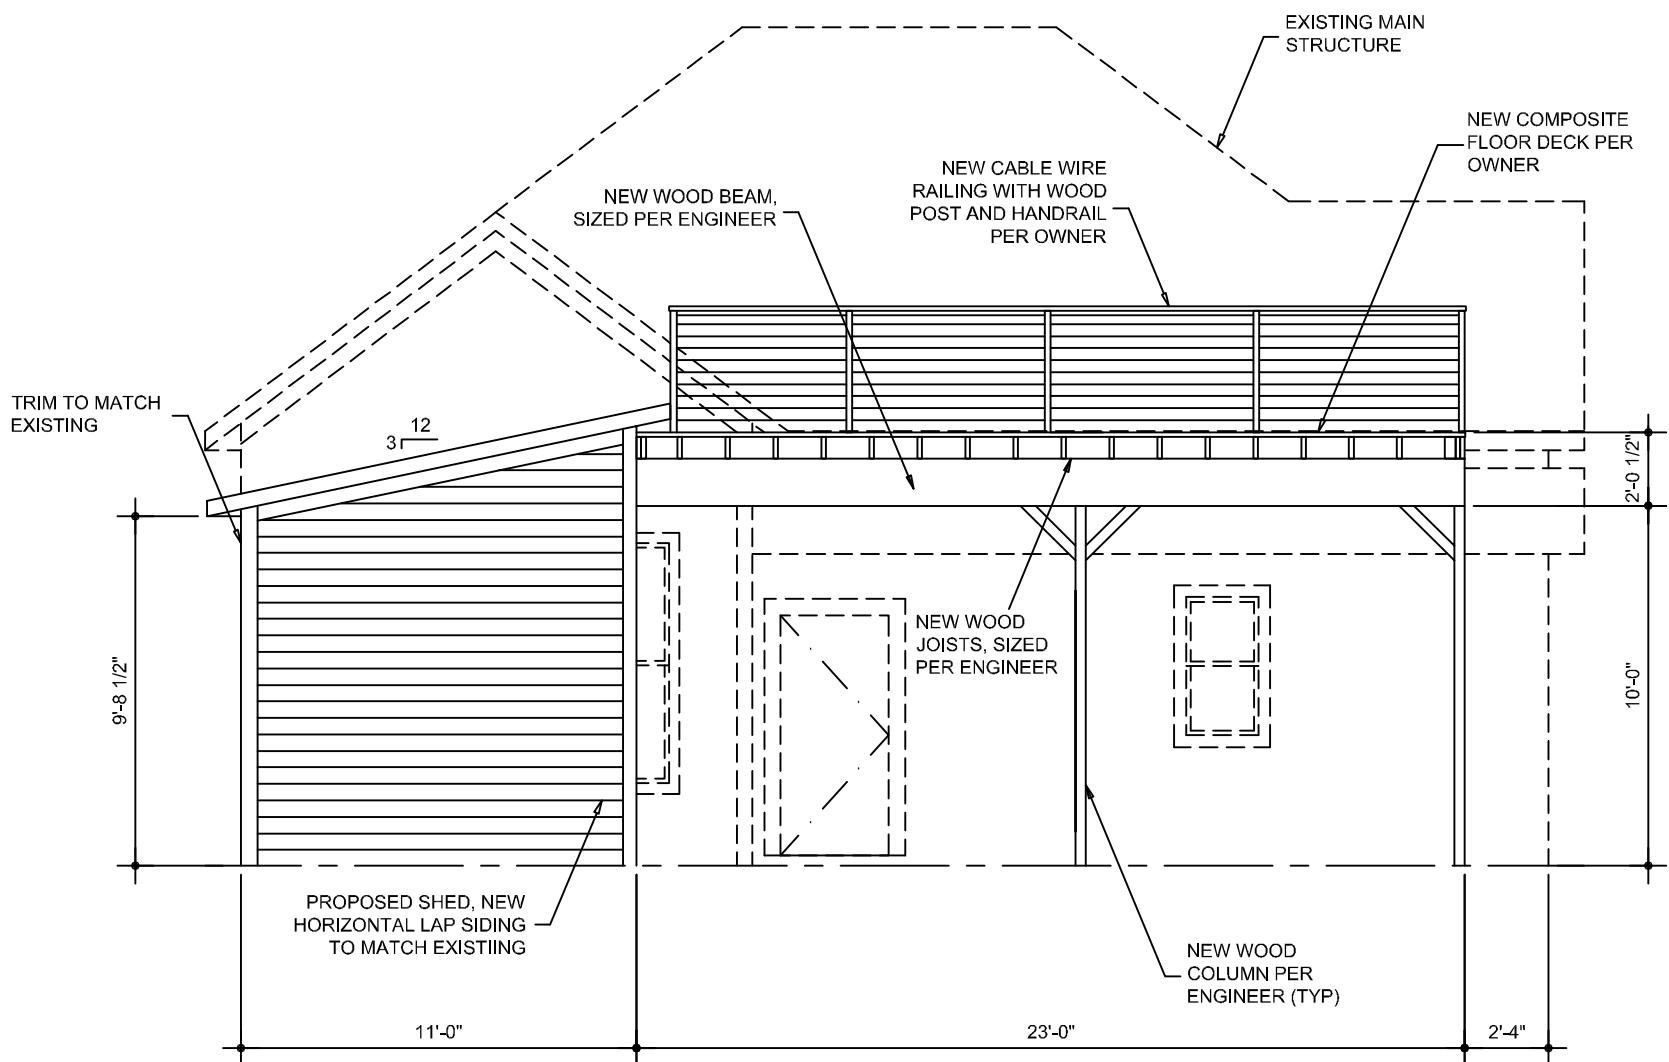 EXISTING MAIN
STRUCTURE
NEW COMPOSITE
FLOOR DECK PER
OWNER
NEW CABLE WIRE
RAILING WITH WOOD
POST AND HANDRAIL
PER OWNER
NEW WOOD BEAM,
SIZED PER ENGINEER
TRIM TO MATCH
EXISTING
12
3
2'-0 1/2"
9'-8 1/2"
10'-0"
NEW WOOD
JOISTS, SIZED
PER ENGINEER
PROPOSED SHED, NEW
HORIZONTAL LAP SIDING
TO MATCH EXISTIING
NEW WOOD
COLUMN PER
ENGINEER (TYP)
11'-0"
23'-0"
2'-4"